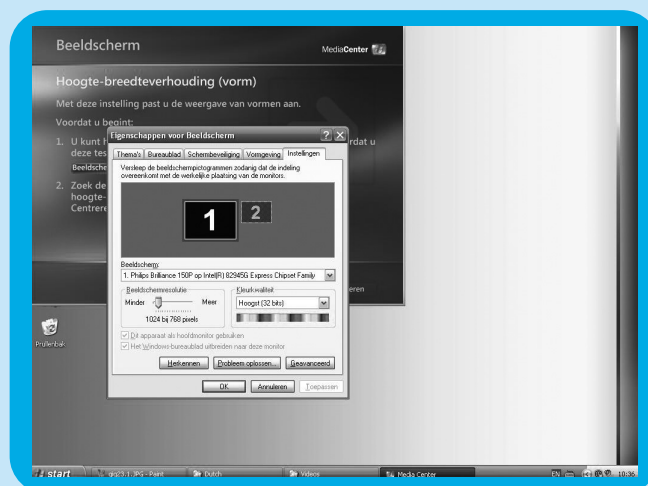 Beeldscherm
MediaCenter
Hoogte-breedteverhouding (vorm)
Met deze instelling past u de weergave van vormen aan.
Voordat u begint:
1. U kunt h
rdat u
deze tes
Beeldsche
2. Zoek de
hoogte-
Centrere
eren
Eigenschappen voor Beeldscherm
Thema's Bureaublad Schermbeveiliging Vormgeving Instellingen
Versleep de beeldschermpictogrammen zodanig dat de indeling
overeenkomt met de werkelijke plaatsing van de monitors.
1 2
Beeldscherm:
1. Philips Brilliance 150P op Intel(R) 82945G Express Chipset Family
Beeldschermresolutie
Minder Meer
1024 bij 768 pixels
Kleurkwaliteit
Hoogst (32 bits)
Dit apparaat als hoofdmonitor gebruiken
Het Windows-bureaublad uitbreiden naar deze monitor
Herkennen Probleem oplossen... Geavanceerd
OK Annuleren Toepassen
Prullenbak
start
gig23.1.JPG - Paint Dutch Videos Media Center EN 10:36